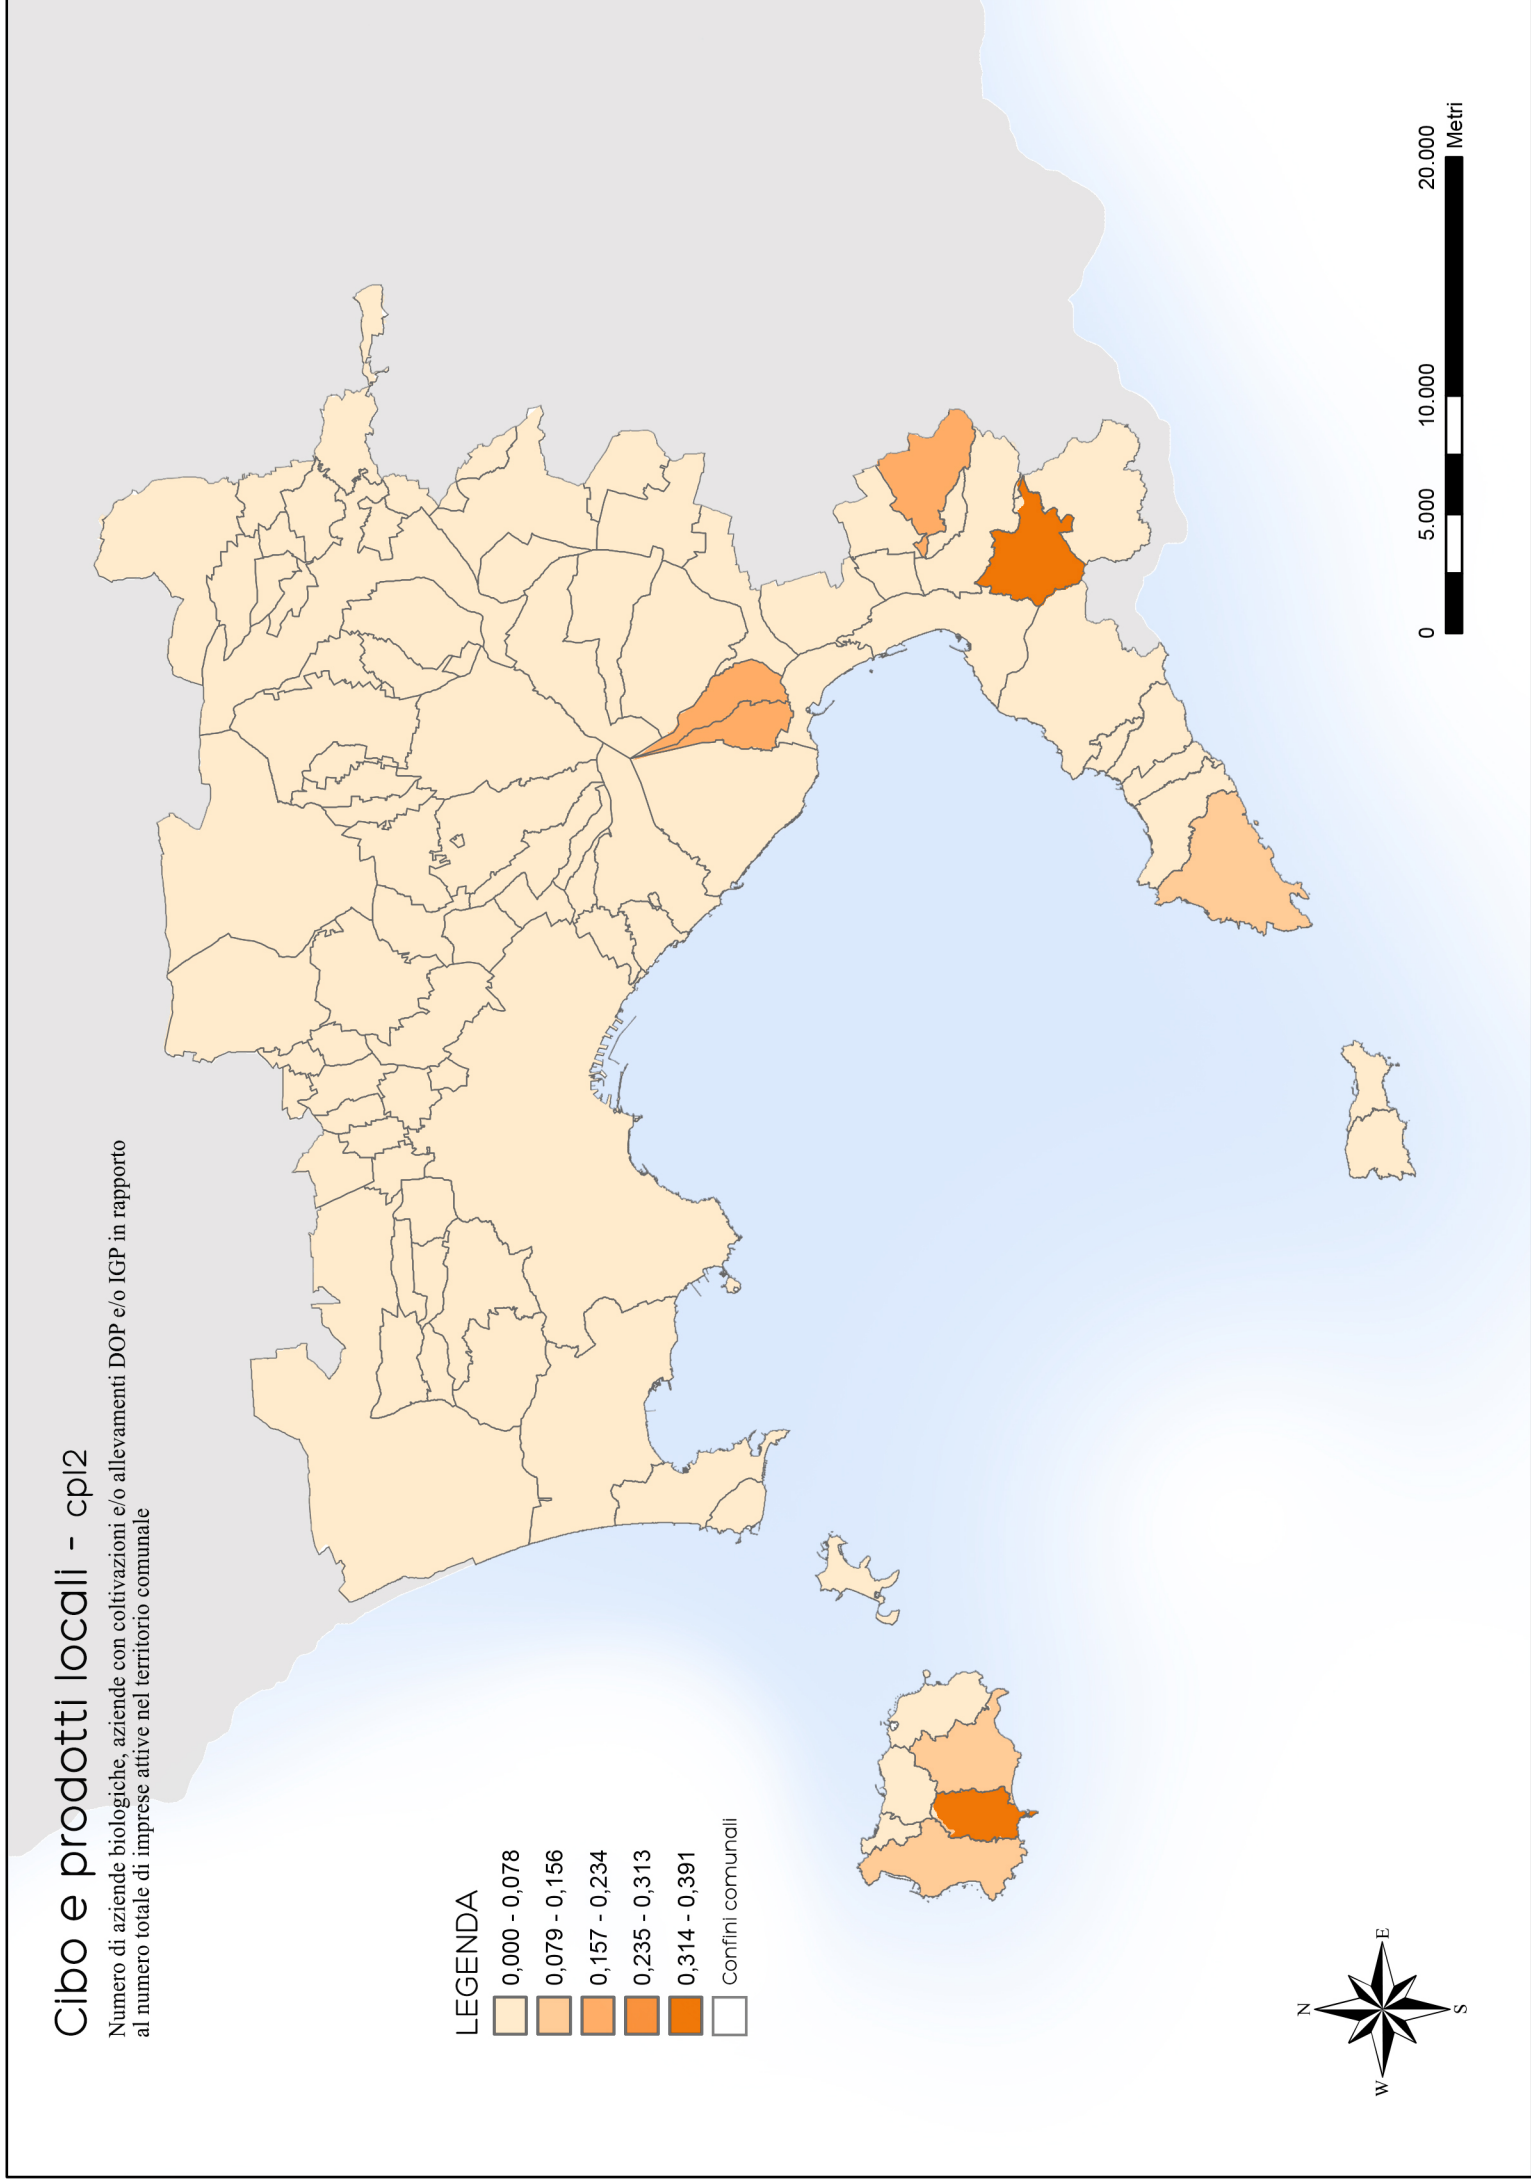 Cibo e prodotti locali - cpl2
Numero di aziende biologiche, aziende con coltivazioni e/o allevamenti DOP e/o IGP in rapporto
al numero totale di imprese attive nel territorio comunale
LEGENDA
0,000 - 0,078
0,079 - 0,156
0,157 - 0,234
0,235 - 0,313
0,314 - 0,391
Confini comunali
N
W
E
S
0
5.000
10.000
20.000
Metri